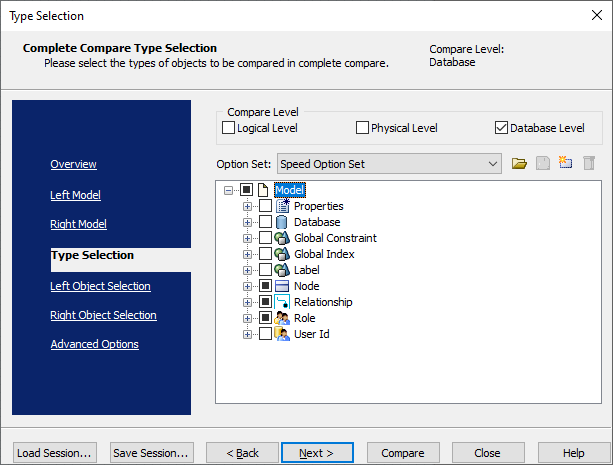 Type Selection
Complete Compare Type Selection
Please select the types of objects to be compared in complete compare.
Compare Level:
Database
Overview
Left Model
Right Model
Type Selection
Left Object Selection
Right Object Selection
Advanced Options
Compare Level
Logical Level
Physical Level
Database Level
Option Set:
Speed Option Set
Model
Properties
Database
Global Constraint
Global Index
Label
Node
Relationship
Role
User Id
Load Session...
Save Session...
< Back
Next >
Compare
Close
Help